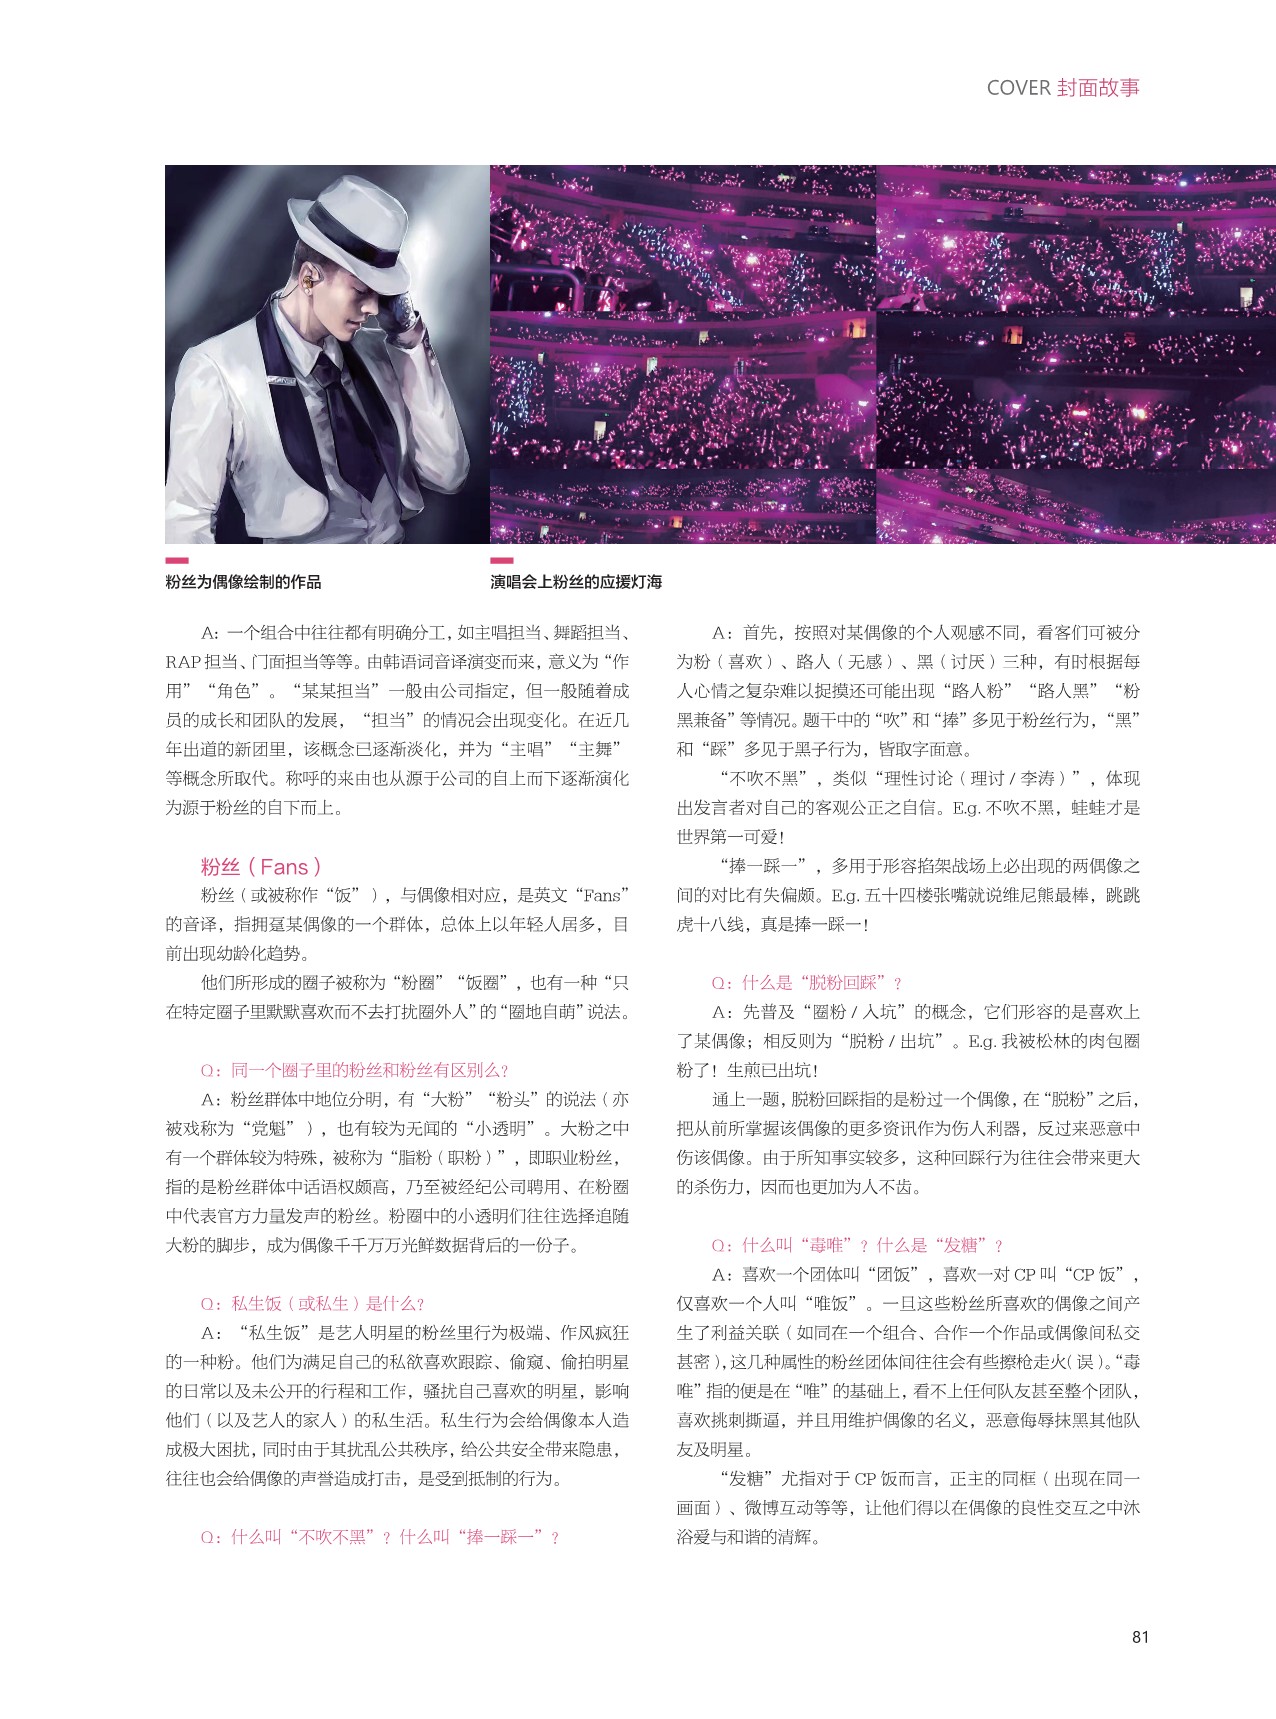 COVER 封面故事
粉丝为偶像绘制的作品
演唱会上粉丝的应援灯海
A：一个组合中往往都有明确分工，如主唱担当、舞蹈担当、
RAP 担当、门面担当等等。由韩语词音译演变而来，意义为“作
用”“角色”。“某某担当”一般由公司指定，但一般随着成
员的成长和团队的发展，“担当”的情况会出现变化。在近几
年出道的新团里，该概念已逐渐淡化，并为“主唱”“主舞”
等概念所取代。称呼的来由也从源于公司的自上而下逐渐演化
为源于粉丝的自下而上。
粉丝（Fans）
粉丝（或被称作“饭”），与偶像相对应，是英文“Fans”
的音译，指拥趸某偶像的一个群体，总体上以年轻人居多，目
前出现幼龄化趋势。
他们所形成的圈子被称为“粉圈”“饭圈”，也有一种“只
在特定圈子里默默喜欢而不去打扰圈外人”的“圈地自萌”说法。
Q：同一个圈子里的粉丝和粉丝有区别么？
A：粉丝群体中地位分明，有“大粉”“粉头”的说法（亦
被戏称为“党魁”），也有较为无闻的“小透明”。大粉之中
有一个群体较为特殊，被称为“脂粉（职粉）”，即职业粉丝，
指的是粉丝群体中话语权颇高，乃至被经纪公司聘用、在粉圈
中代表官方力量发声的粉丝。粉圈中的小透明们往往选择追随
大粉的脚步，成为偶像千千万万光鲜数据背后的一份子。
Q：私生饭（或私生）是什么？
A：“私生饭”是艺人明星的粉丝里行为极端、作风疯狂
的一种粉。他们为满足自己的私欲喜欢跟踪、偷窥、偷拍明星
的日常以及未公开的行程和工作，骚扰自己喜欢的明星，影响
他们（以及艺人的家人）的私生活。私生行为会给偶像本人造
成极大困扰，同时由于其扰乱公共秩序，给公共安全带来隐患，
往往也会给偶像的声誉造成打击，是受到抵制的行为。
Q：什么叫“不吹不黑”？什么叫“捧一踩一”？
A：首先，按照对某偶像的个人观感不同，看客们可被分
为粉（喜欢）、路人（无感）、黑（讨厌）三种，有时根据每
人心情之复杂难以捉摸还可能出现“路人粉”“路人黑”“粉
黑兼备”等情况。题干中的“吹”和“捧”多见于粉丝行为，“黑”
和“踩”多见于黑子行为，皆取字面意。
“不吹不黑”，类似“理性讨论（理讨 / 李涛）”，体现
出发言者对自己的客观公正之自信。E.g. 不吹不黑，蛙蛙才是
世界第一可爱！
“捧一踩一”，多用于形容掐架战场上必出现的两偶像之
间的对比有失偏颇。E.g. 五十四楼张嘴就说维尼熊最棒，跳跳
虎十八线，真是捧一踩一！
Q：什么是“脱粉回踩”？
A：先普及“圈粉 / 入坑”的概念，它们形容的是喜欢上
了某偶像；相反则为“脱粉 / 出坑”。E.g. 我被松林的肉包圈
粉了！生煎已出坑！
通上一题，脱粉回踩指的是粉过一个偶像，在“脱粉”之后，
把从前所掌握该偶像的更多资讯作为伤人利器，反过来恶意中
伤该偶像。由于所知事实较多，这种回踩行为往往会带来更大
的杀伤力，因而也更加为人不齿。
Q：什么叫“毒唯”？什么是“发糖”？
A：喜欢一个团体叫“团饭”，喜欢一对 CP 叫“CP 饭”，
仅喜欢一个人叫“唯饭”。一旦这些粉丝所喜欢的偶像之间产
生了利益关联（如同在一个组合、合作一个作品或偶像间私交
甚密），这几种属性的粉丝团体间往往会有些擦枪走火（误）。“毒
唯”指的便是在“唯”的基础上，看不上任何队友甚至整个团队，
喜欢挑刺撕逼，并且用维护偶像的名义，恶意侮辱抹黑其他队
友及明星。
“发糖”尤指对于 CP 饭而言，正主的同框（出现在同一
画面）、微博互动等等，让他们得以在偶像的良性交互之中沐
浴爱与和谐的清辉。
81